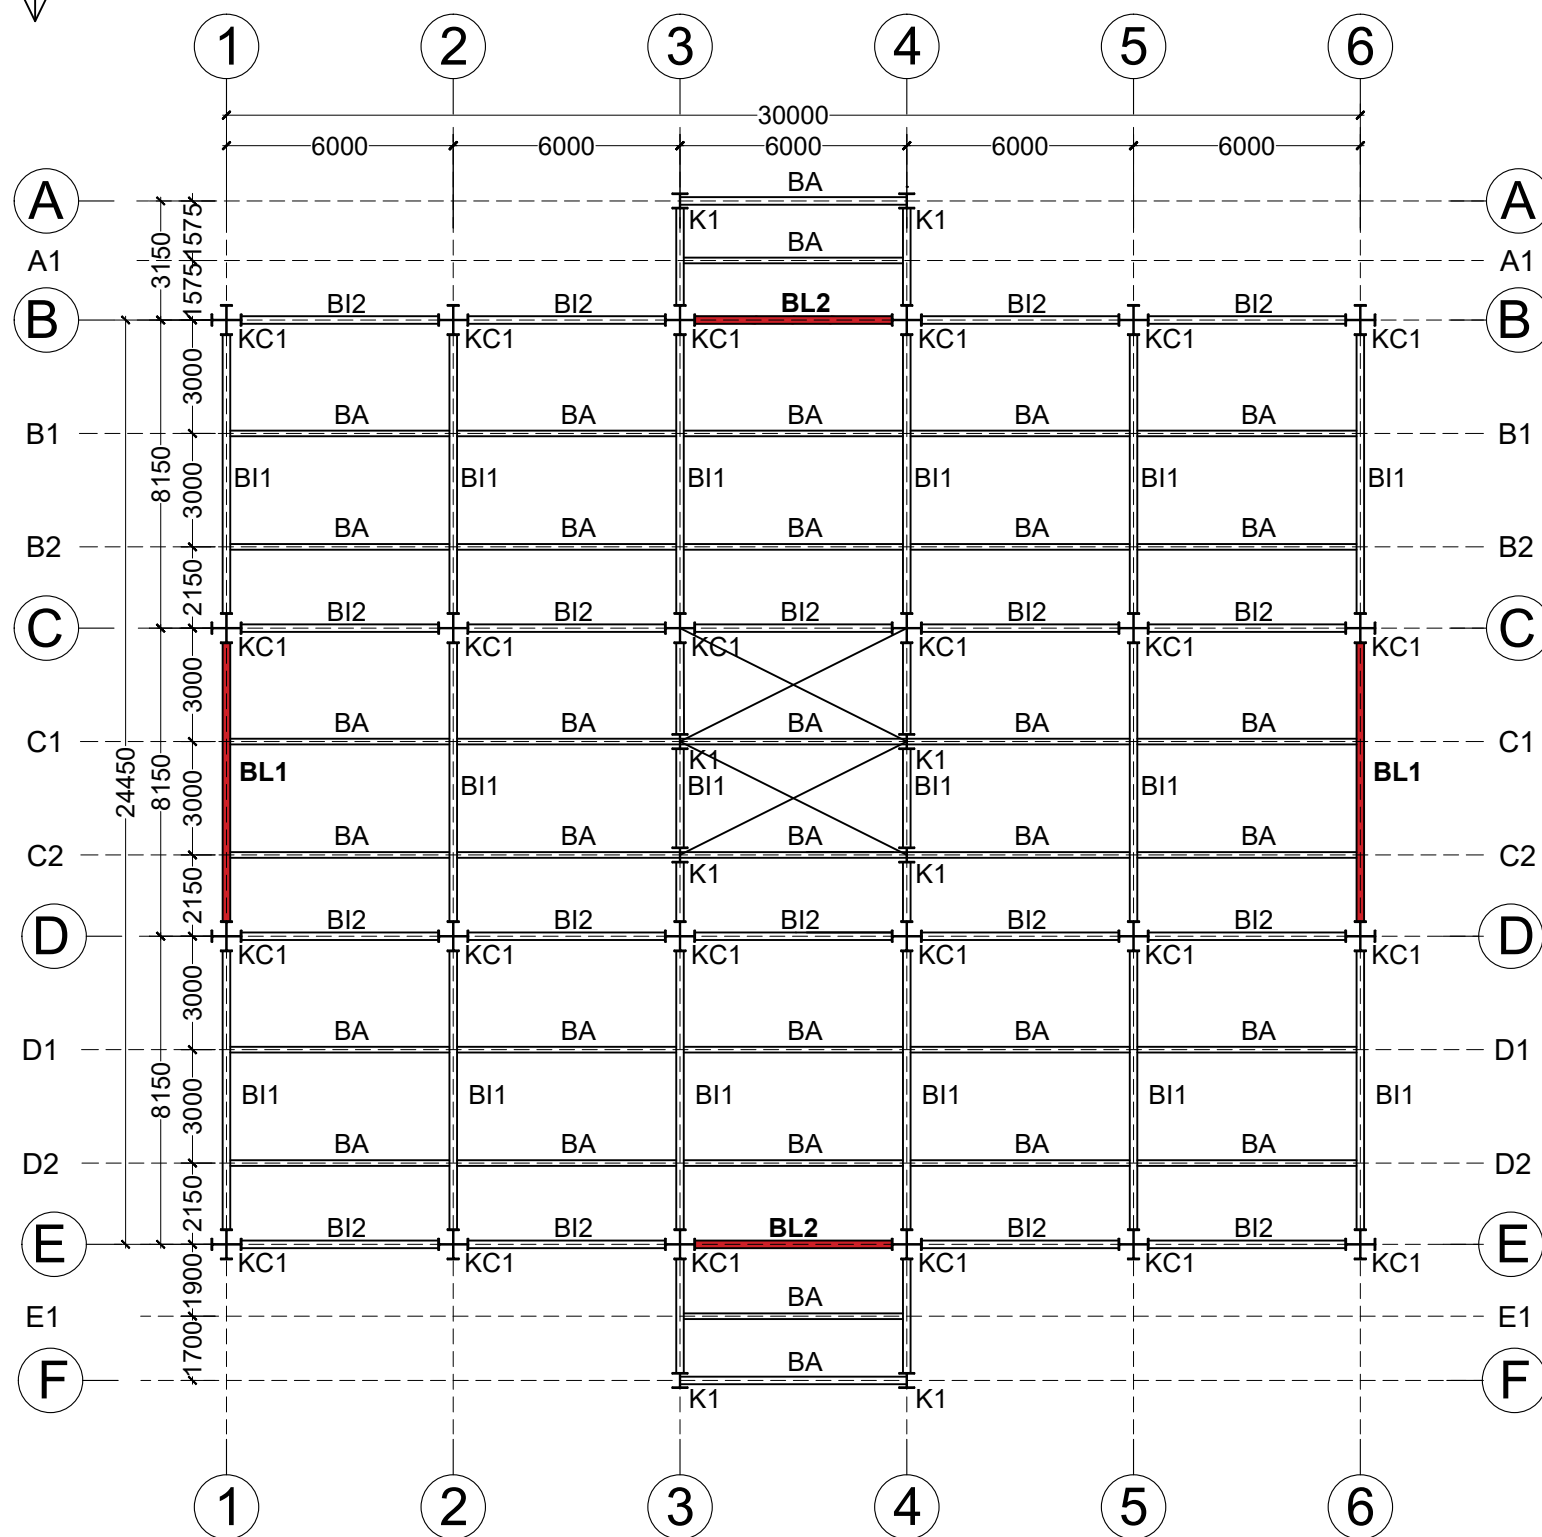 1 2 3 4 5 6
30000
6000 6000 6000 6000 6000
BA
A A
1575
K1 K1
3150
BA
A1 A1
1575
BI2 BI2 BL2 BI2 BI2
B B
KC1 KC1 KC1 KC1 KC1 KC1
3000
BA BA BA BA BA
B1 B1
8150 3000
BI1 BI1 BI1 BI1 BI1 BI1
BA BA BA BA BA
B2 B2
2150
BI2 BI2 BI2 BI2 BI2
C C
KC1 KC1 KC1 KC1 KC1 KC1
3000
BA BA BA BA BA
C1 C1
K1 K1
24450 8150 3000
BL1 BI1 BI1 BI1 BI1 BL1
BA BA BA BA BA
C2 C2
K1 K1
2150
BI2 BI2 BI2 BI2 BI2
D D
KC1 KC1 KC1 KC1 KC1 KC1
3000
BA BA BA BA BA
D1 D1
8150 3000
BI1 BI1 BI1 BI1 BI1 BI1
BA BA BA BA BA
D2 D2
2150
BI2 BI2 BL2 BI2 BI2
E E
KC1 KC1 KC1 KC1 KC1 KC1
1900
BA
E1 E1
1700
BA
F F
K1 K1
1 2 3 4 5 6